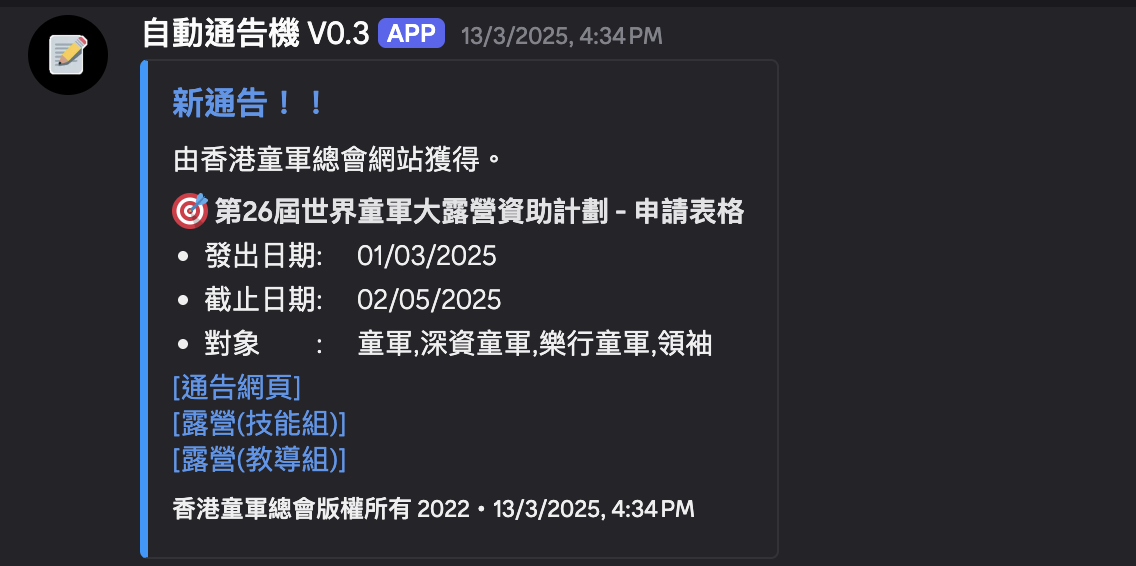 自動通告機 V0.3 APP 13/3/2025, 4:34 PM
新通告！！
由香港童軍總會網站獲得。
第26屆世界童軍大露營資助計劃 - 申請表格
• 發出日期: 01/03/2025
• 截止日期: 02/05/2025
• 對象 : 童軍,深資童軍,樂行童軍,領袖
[通告網頁]
[露營(技能組)]
[露營(教導組)]
香港童軍總會版權所有 2022 • 13/3/2025, 4:34 PM